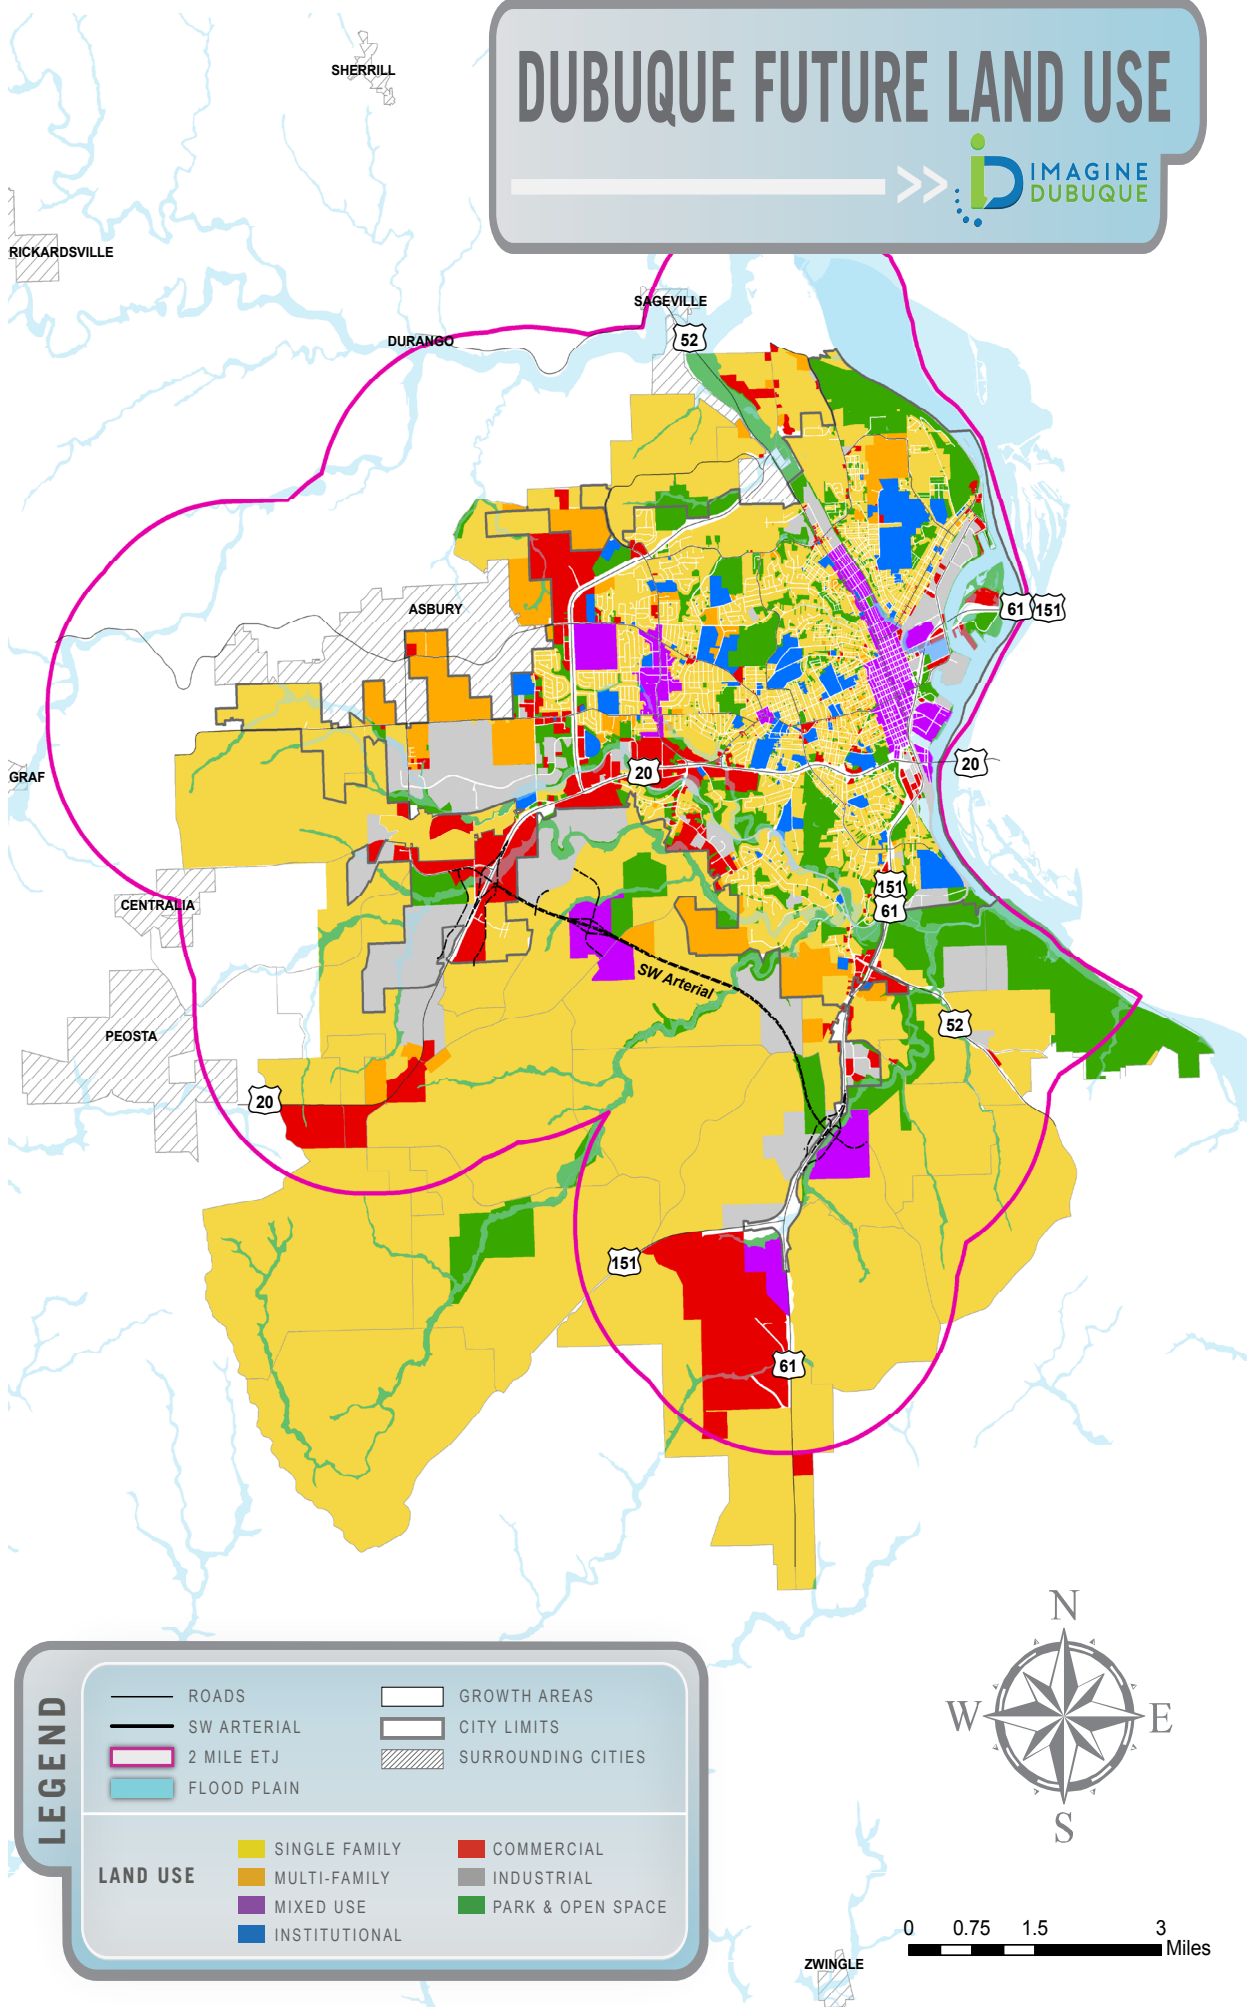 DUBUQUE FUTURE LAND USE
IMAGINE
DUBUQUE
SHERRILL
RICKARDSVILLE
SAGEVILLE
52
DURANGO
ASBURY
61
151
20
20
GRAF
151
61
CENTRALIA
SW Arterial
52
PEOSTA
20
151
61
N
W
E
S
LEGEND
ROADS
SW ARTERIAL
2 MILE ETJ
FLOOD PLAIN
GROWTH AREAS
CITY LIMITS
SURROUNDING CITIES
LAND USE
SINGLE FAMILY
MULTI-FAMILY
MIXED USE
INSTITUTIONAL
COMMERCIAL
INDUSTRIAL
PARK & OPEN SPACE
0 0.75 1.5 3
Miles
ZWINGLE